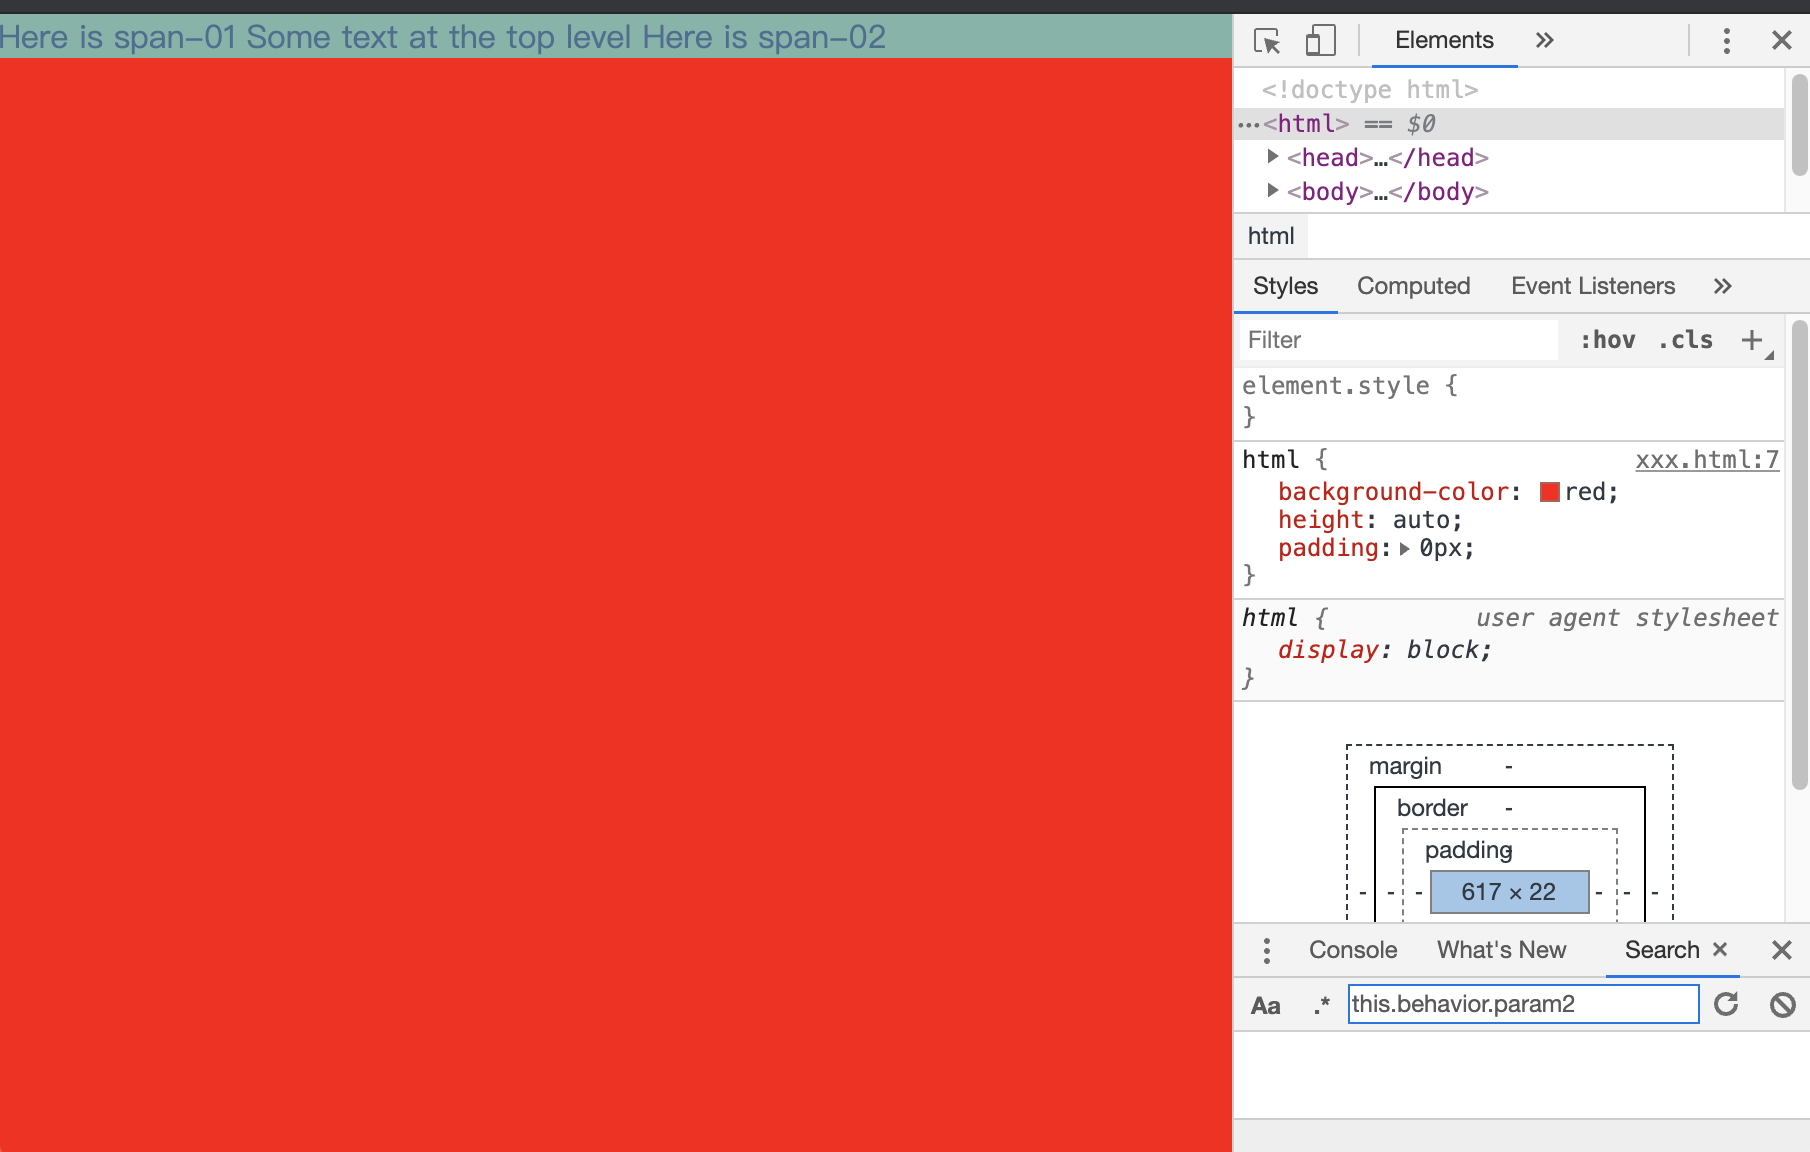 Here is span-01 Some text at the top level Here is span-02
Elements »
<!doctype html>
…<html> == $0
<head>…</head>
<body>…</body>
html
Styles Computed Event Listeners »
Filter :hov .cls +
element.style {
}
html { xxx.html:7
background-color: red;
height: auto;
padding: 0px;
}
html { user agent stylesheet
display: block;
}
margin -
border -
padding -
- - - 617 × 22 - - -
Console What's New Search ×
Aa .* this.behavior.param2